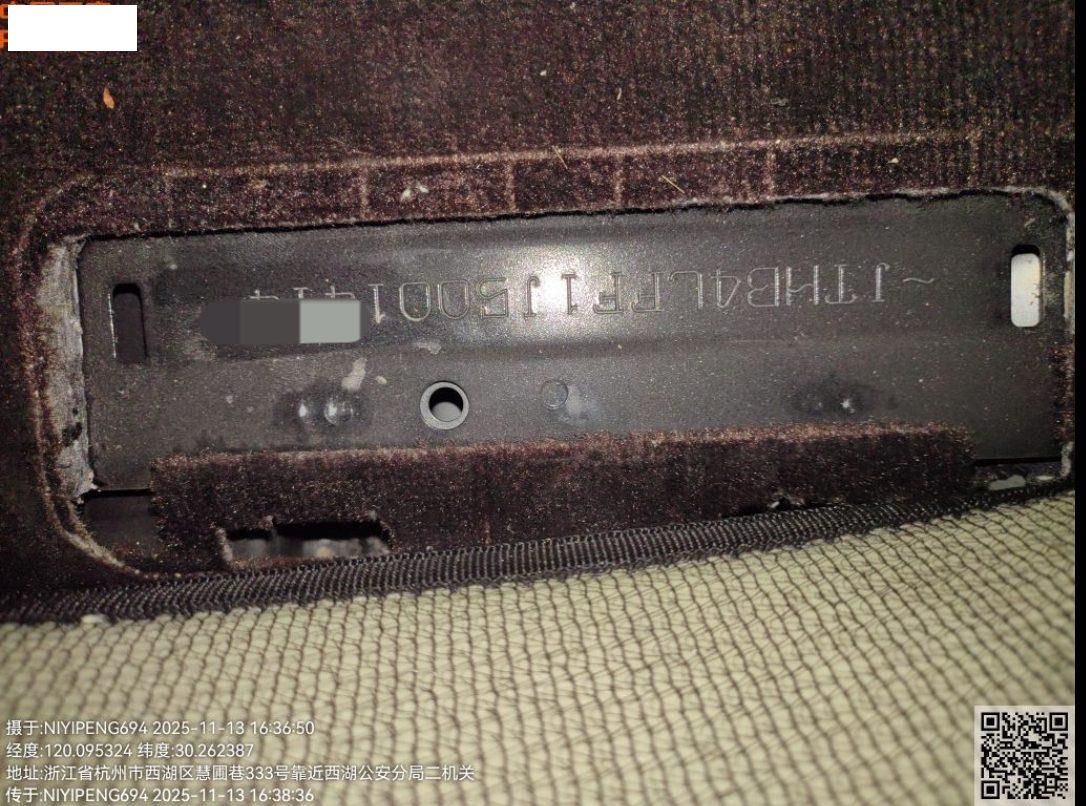 ~JTHB4LFF1J5001
摄于:NIYIPENG694 2025-11-13 16:36:50
经度:120.095324 纬度:30.262387
地址:浙江省杭州市西湖区慧圃巷333号靠近西湖公安分局二机关
传于:NIYIPENG694 2025-11-13 16:38:36